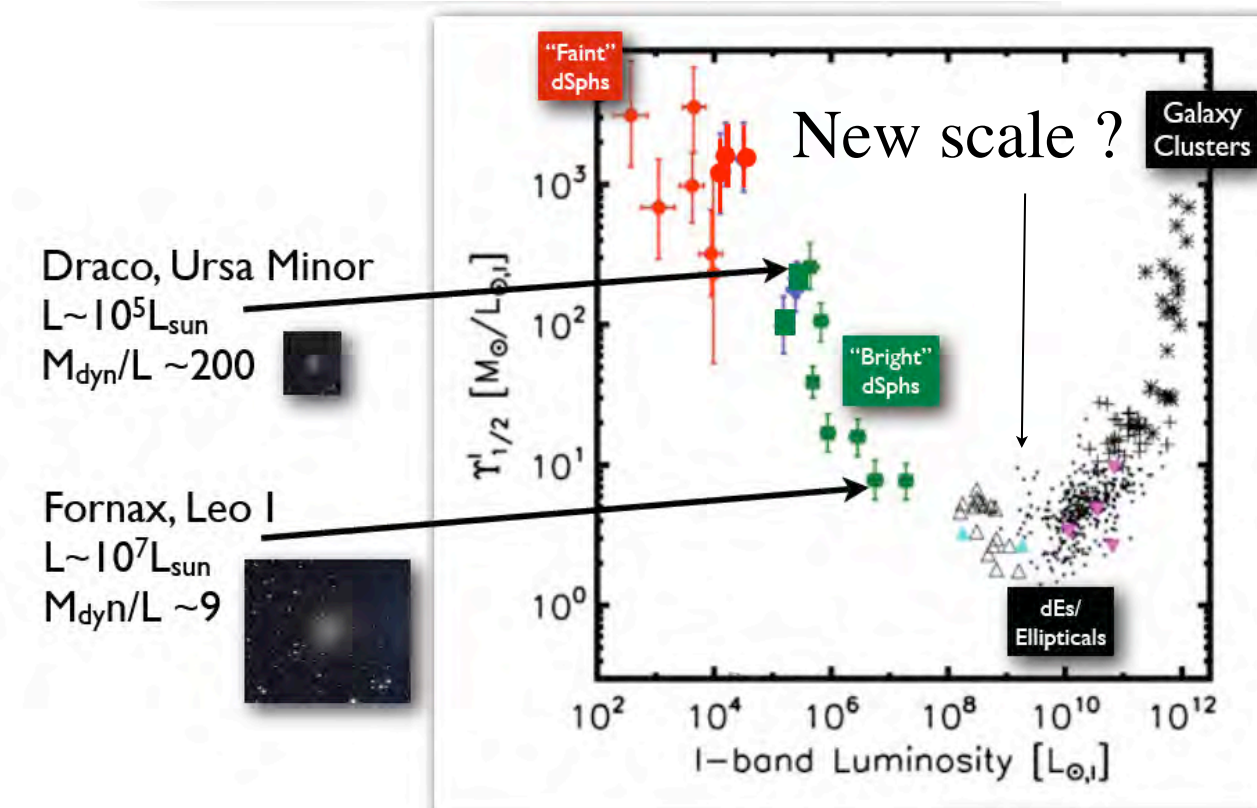 "Faint"
dSphs
New scale ?
Galaxy
Clusters
10³
10²
10¹
10⁰
Υᴵ₁/₂ [M⊙/L⊙,I]
"Bright"
dSphs
dEs/
Ellipticals
10² 10⁴ 10⁶ 10⁸ 10¹⁰ 10¹²
I-band Luminosity [L⊙,I]
Draco, Ursa Minor
L~10⁵Lsun
Mdyn/L ~200
Fornax, Leo I
L~10⁷Lsun
Mdyn/L ~9